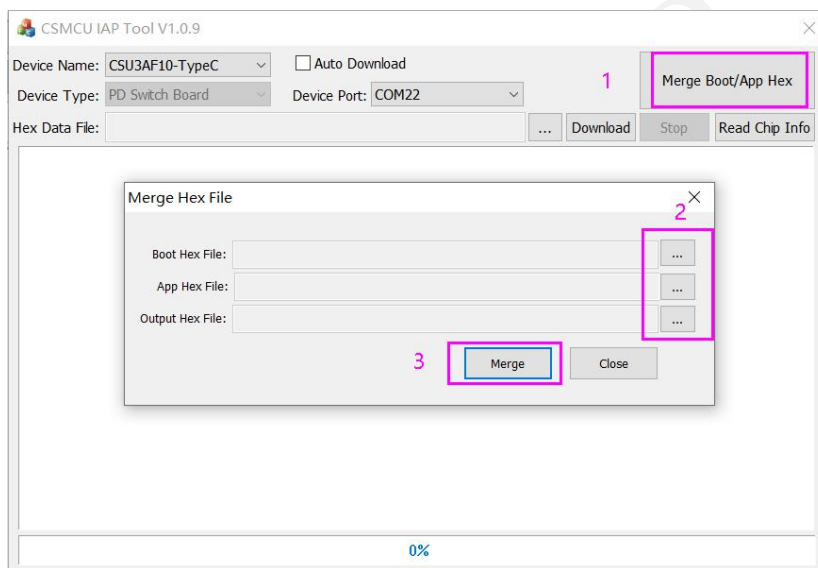 CSMCU IAP Tool V1.0.9
Device Name: CSU3AF10-TypeC Auto Download
1 Merge Boot/App Hex
Device Type: PD Switch Board Device Port: COM22
Hex Data File: ... Download Stop Read Chip Info
Merge Hex File
2
Boot Hex File: ...
App Hex File: ...
Output Hex File: ...
3 Merge Close
0%